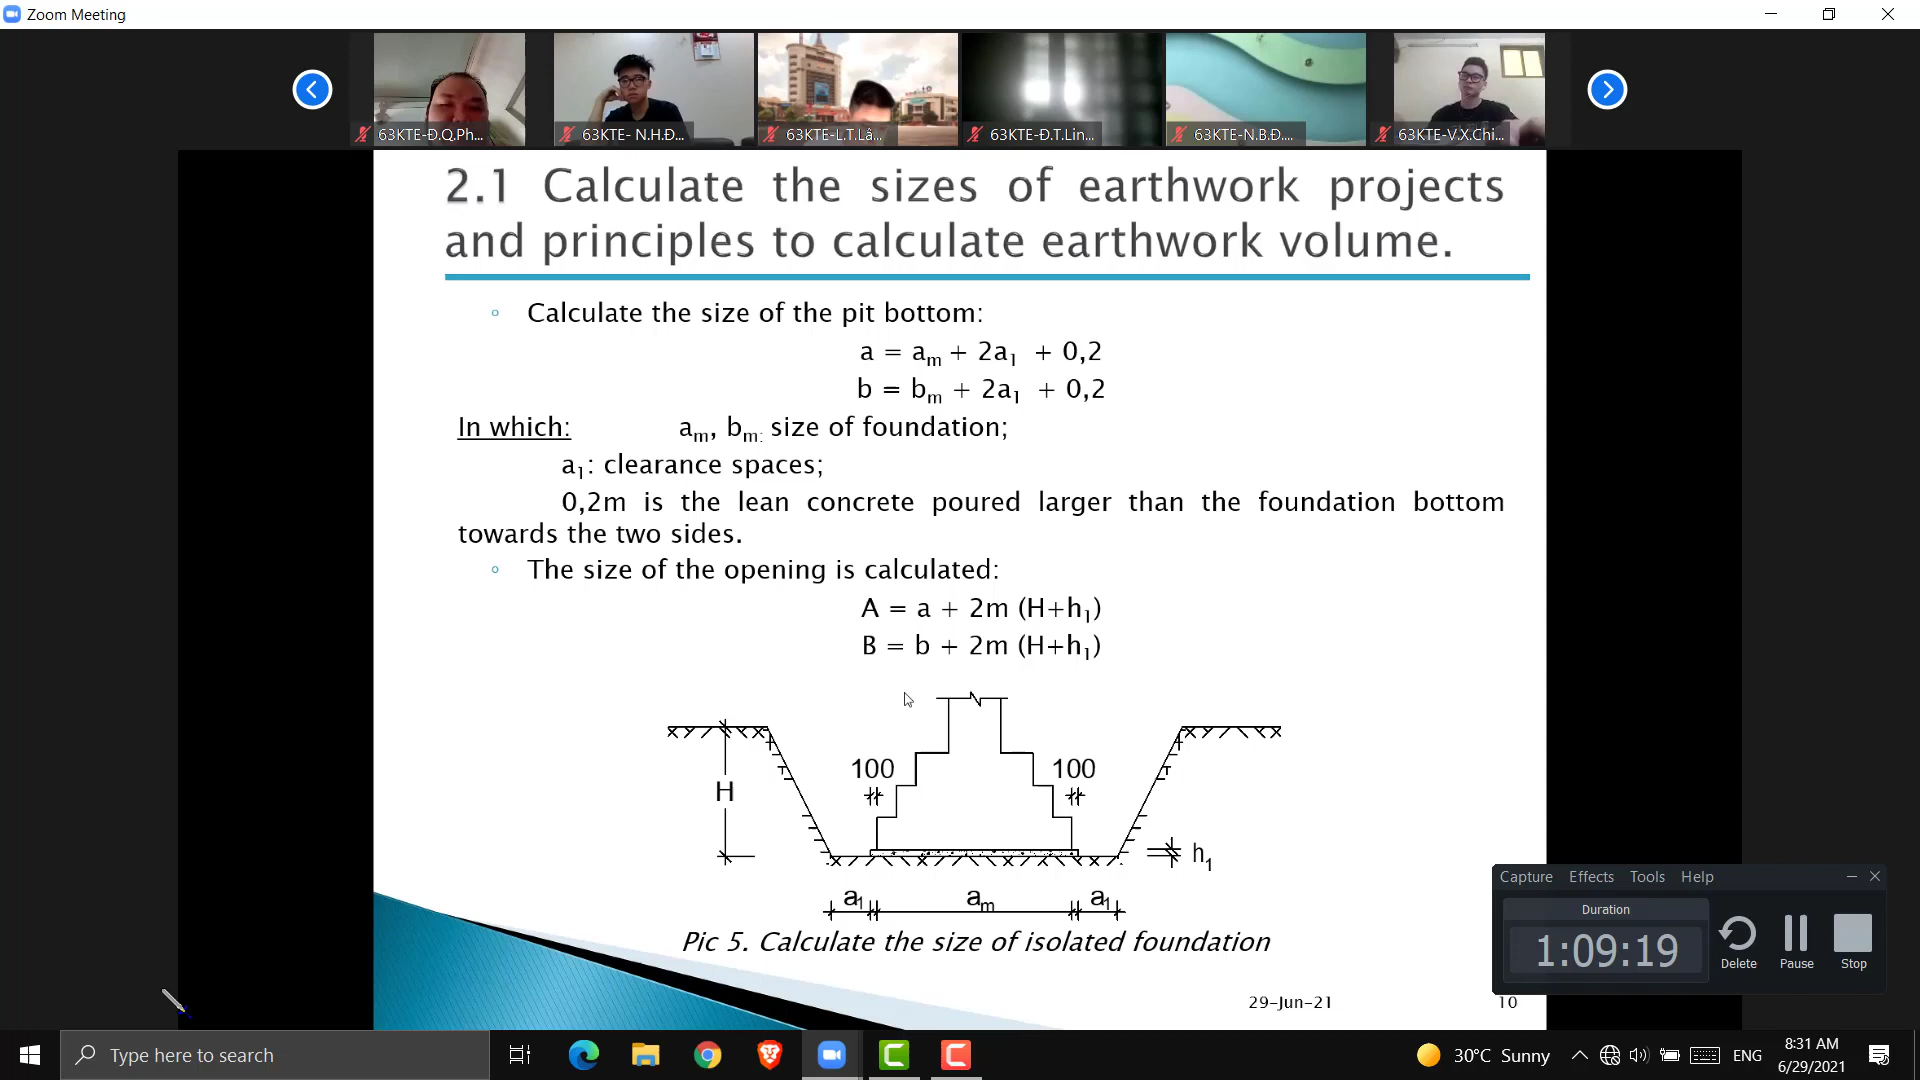 Zoom Meeting
63KTE-Đ.Q.Ph...
63KTE- N.H.Đ...
63KTE-L.T.Lâ...
63KTE-Đ.T.Lin...
63KTE-N.B.Đ....
63KTE-V.X.Chi...
2.1 Calculate the sizes of earthwork projects
and principles to calculate earthwork volume.
Calculate the size of the pit bottom:
a = aₘ + 2a₁ + 0,2
b = bₘ + 2a₁ + 0,2
In which: aₘ, bₘ: size of foundation;
a₁: clearance spaces;
0,2m is the lean concrete poured larger than the foundation bottom
towards the two sides.
The size of the opening is calculated:
A = a + 2m (H+h₁)
B = b + 2m (H+h₁)
100
100
H
h₁
a₁
aₘ
a₁
Pic 5. Calculate the size of isolated foundation
29-Jun-21
10
Capture Effects Tools Help
Duration
1:09:19
Delete
Pause
Stop
Type here to search
30°C Sunny
ENG
8:31 AM
6/29/2021